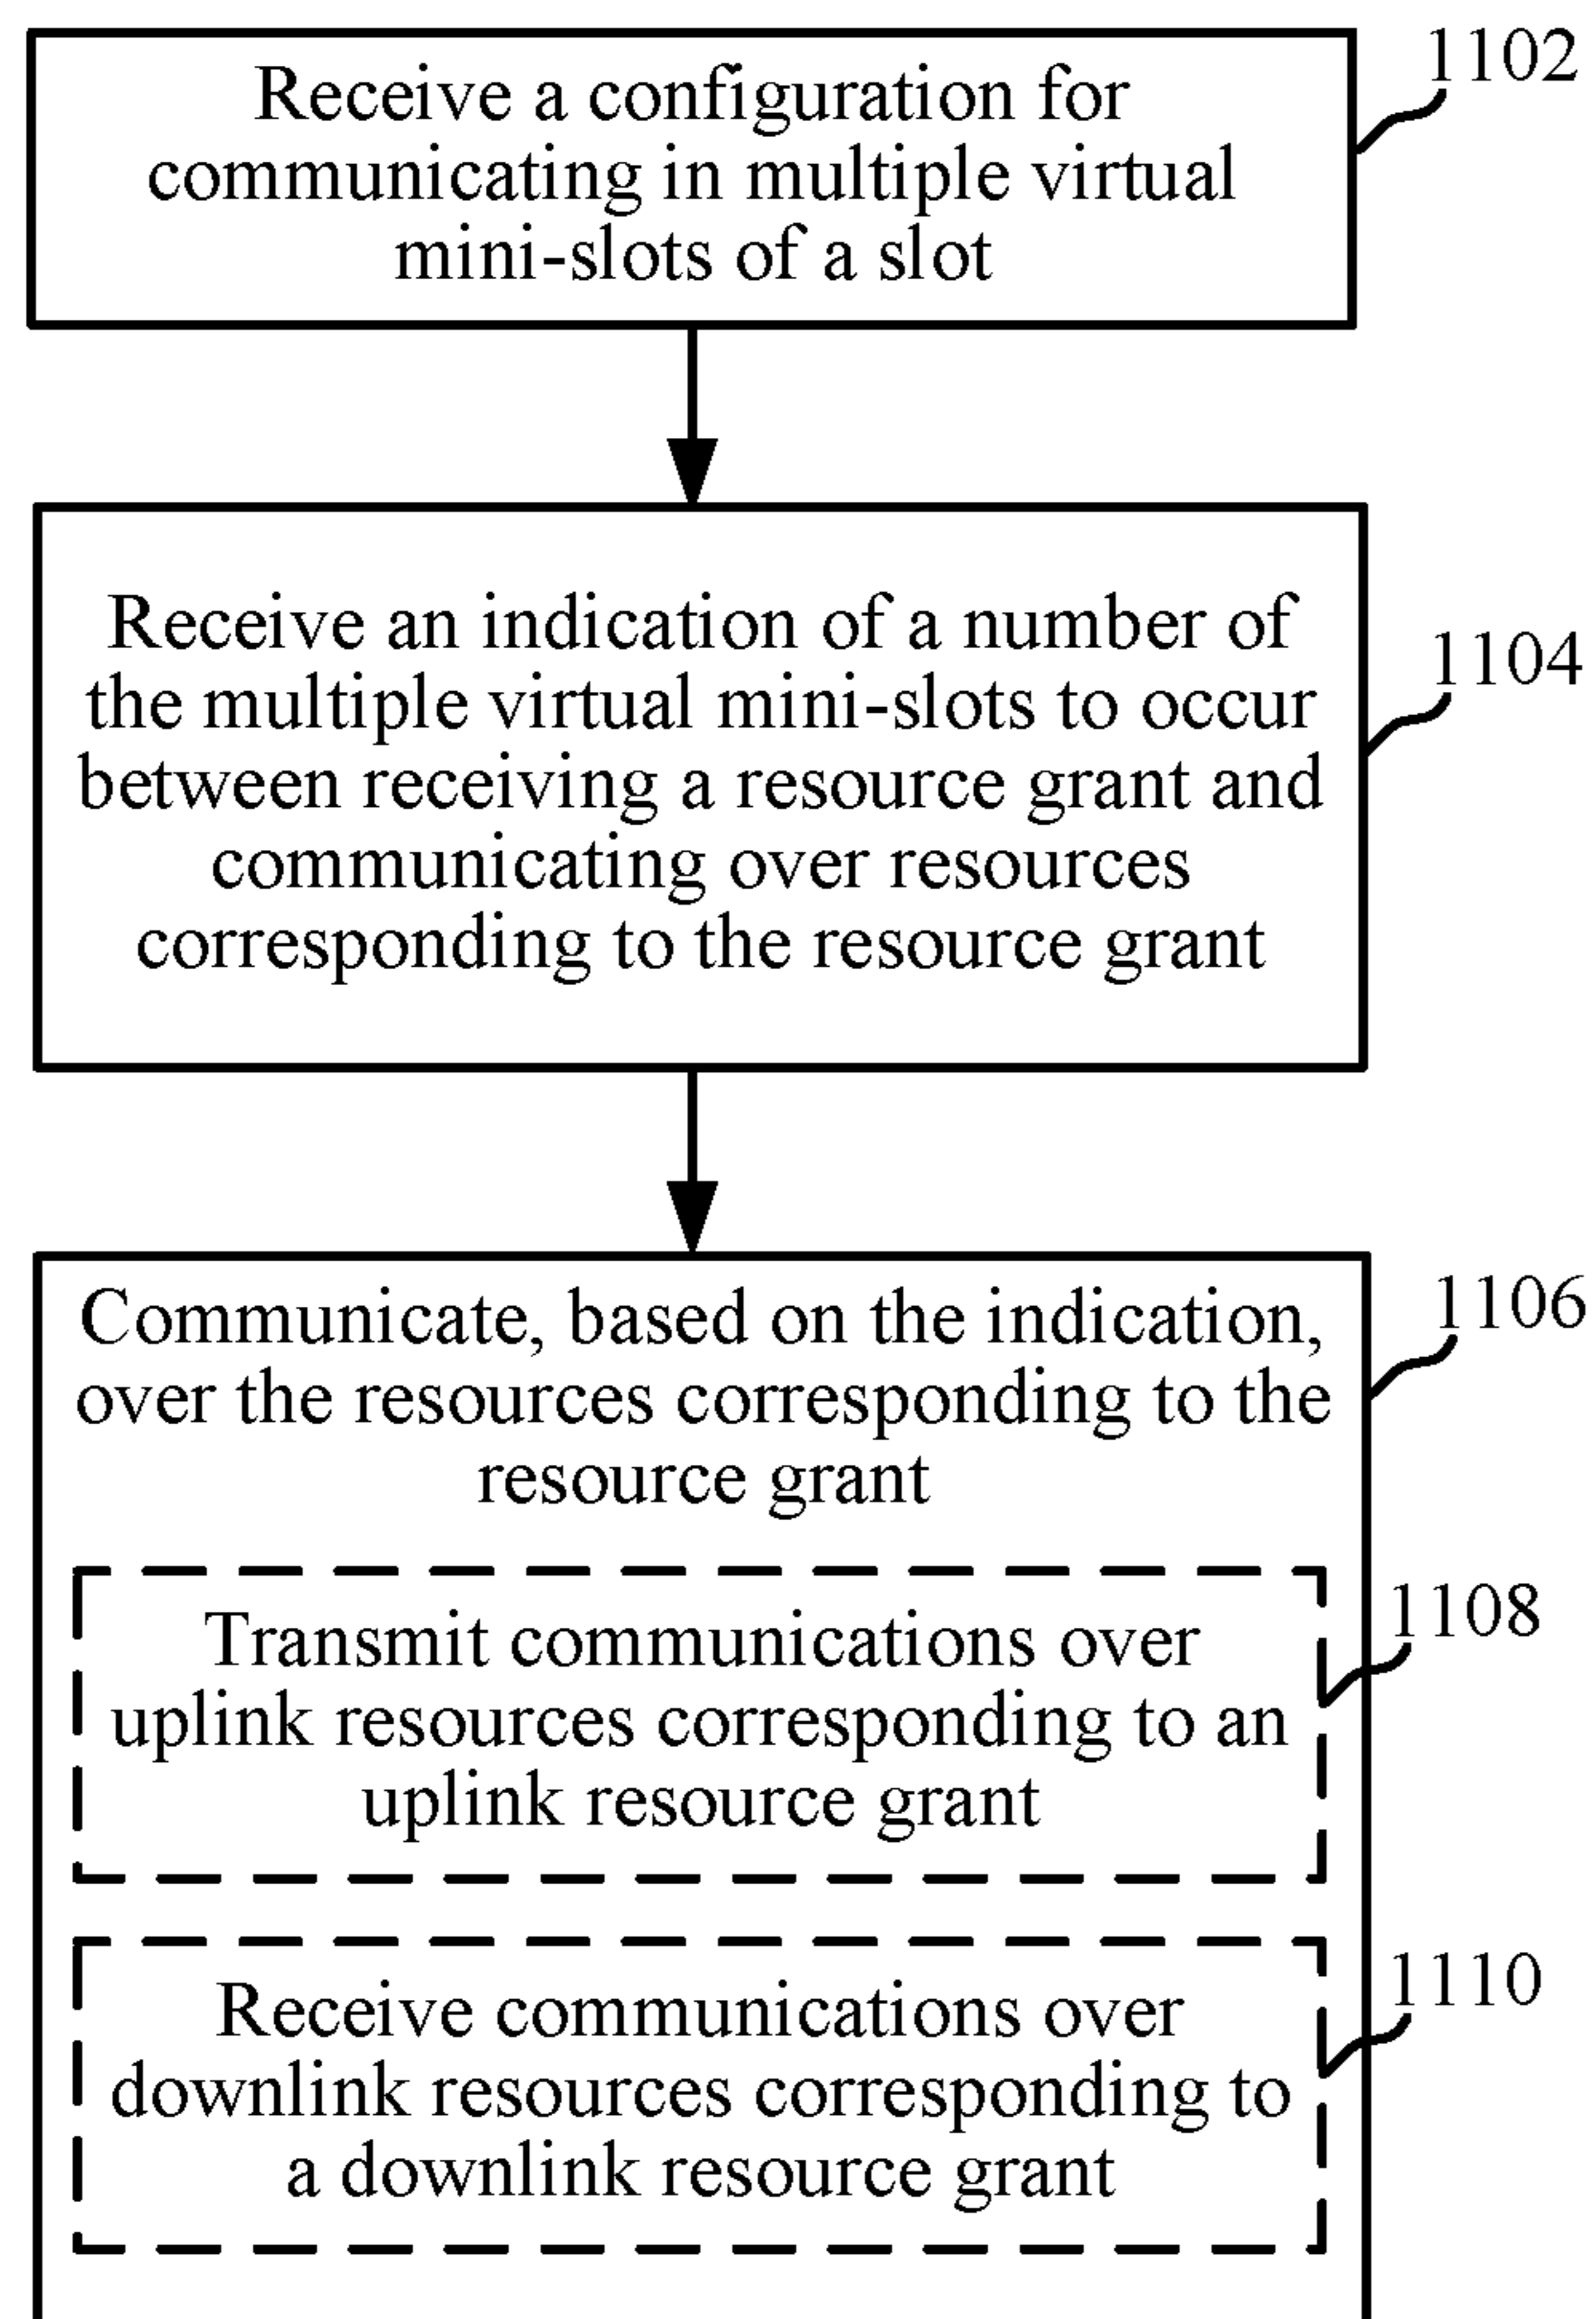 1102
Receive a configuration for
communicating in multiple virtual
mini-slots of a slot
Receive an indication of a number of
the multiple virtual mini-slots to occur
between receiving a resource grant and
communicating over resources
corresponding to the resource grant
1104
Communicate, based on the indication,
over the resources corresponding to the
resource grant
1106
Transmit communications over
uplink resources corresponding to an
uplink resource grant
1108
Receive communications over
downlink resources corresponding to
a downlink resource grant
1110